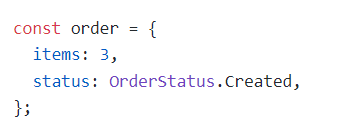 const order = {
  items: 3,
  status: OrderStatus.Created,
};